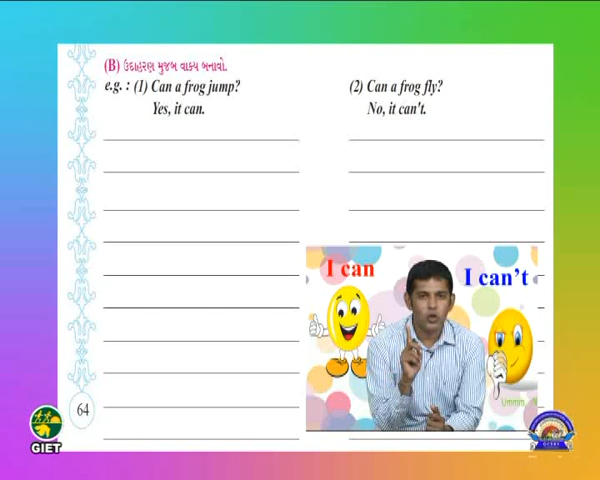 (B) ઉદાહરણ મુજબ વાક્ય બનાવો.
e.g. : (1) Can a frog jump?
Yes, it can.
(2) Can a frog fly?
No, it can't.
I can
I can't
Ummm..
64
GIET